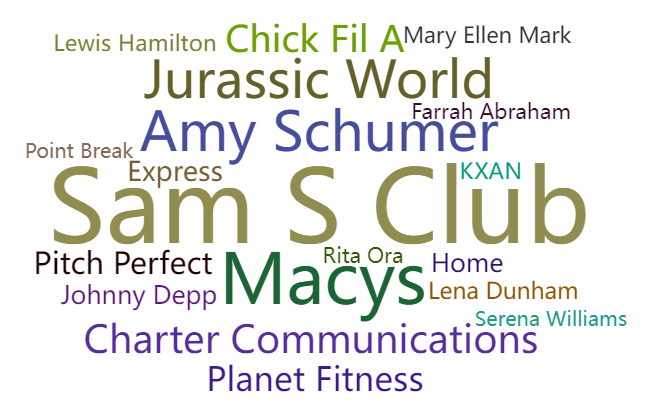 Lewis Hamilton
Chick Fil A
Mary Ellen Mark
Jurassic World
Farrah Abraham
Amy Schumer
Point Break
Express
KXAN
Sam S Club
Pitch Perfect
Macys
Rita Ora
Home
Johnny Depp
Lena Dunham
Serena Williams
Charter Communications
Planet Fitness